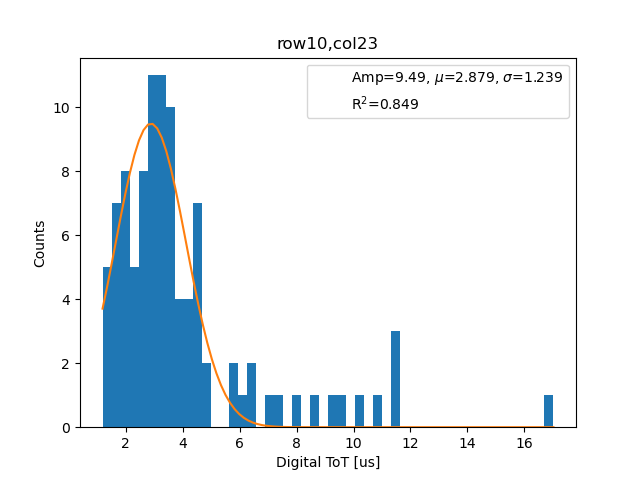 row10,col23
Amp=9.49, μ=2.879, σ=1.239
R²=0.849
Counts
10
8
6
4
2
0
2 4 6 8 10 12 14 16
Digital ToT [us]